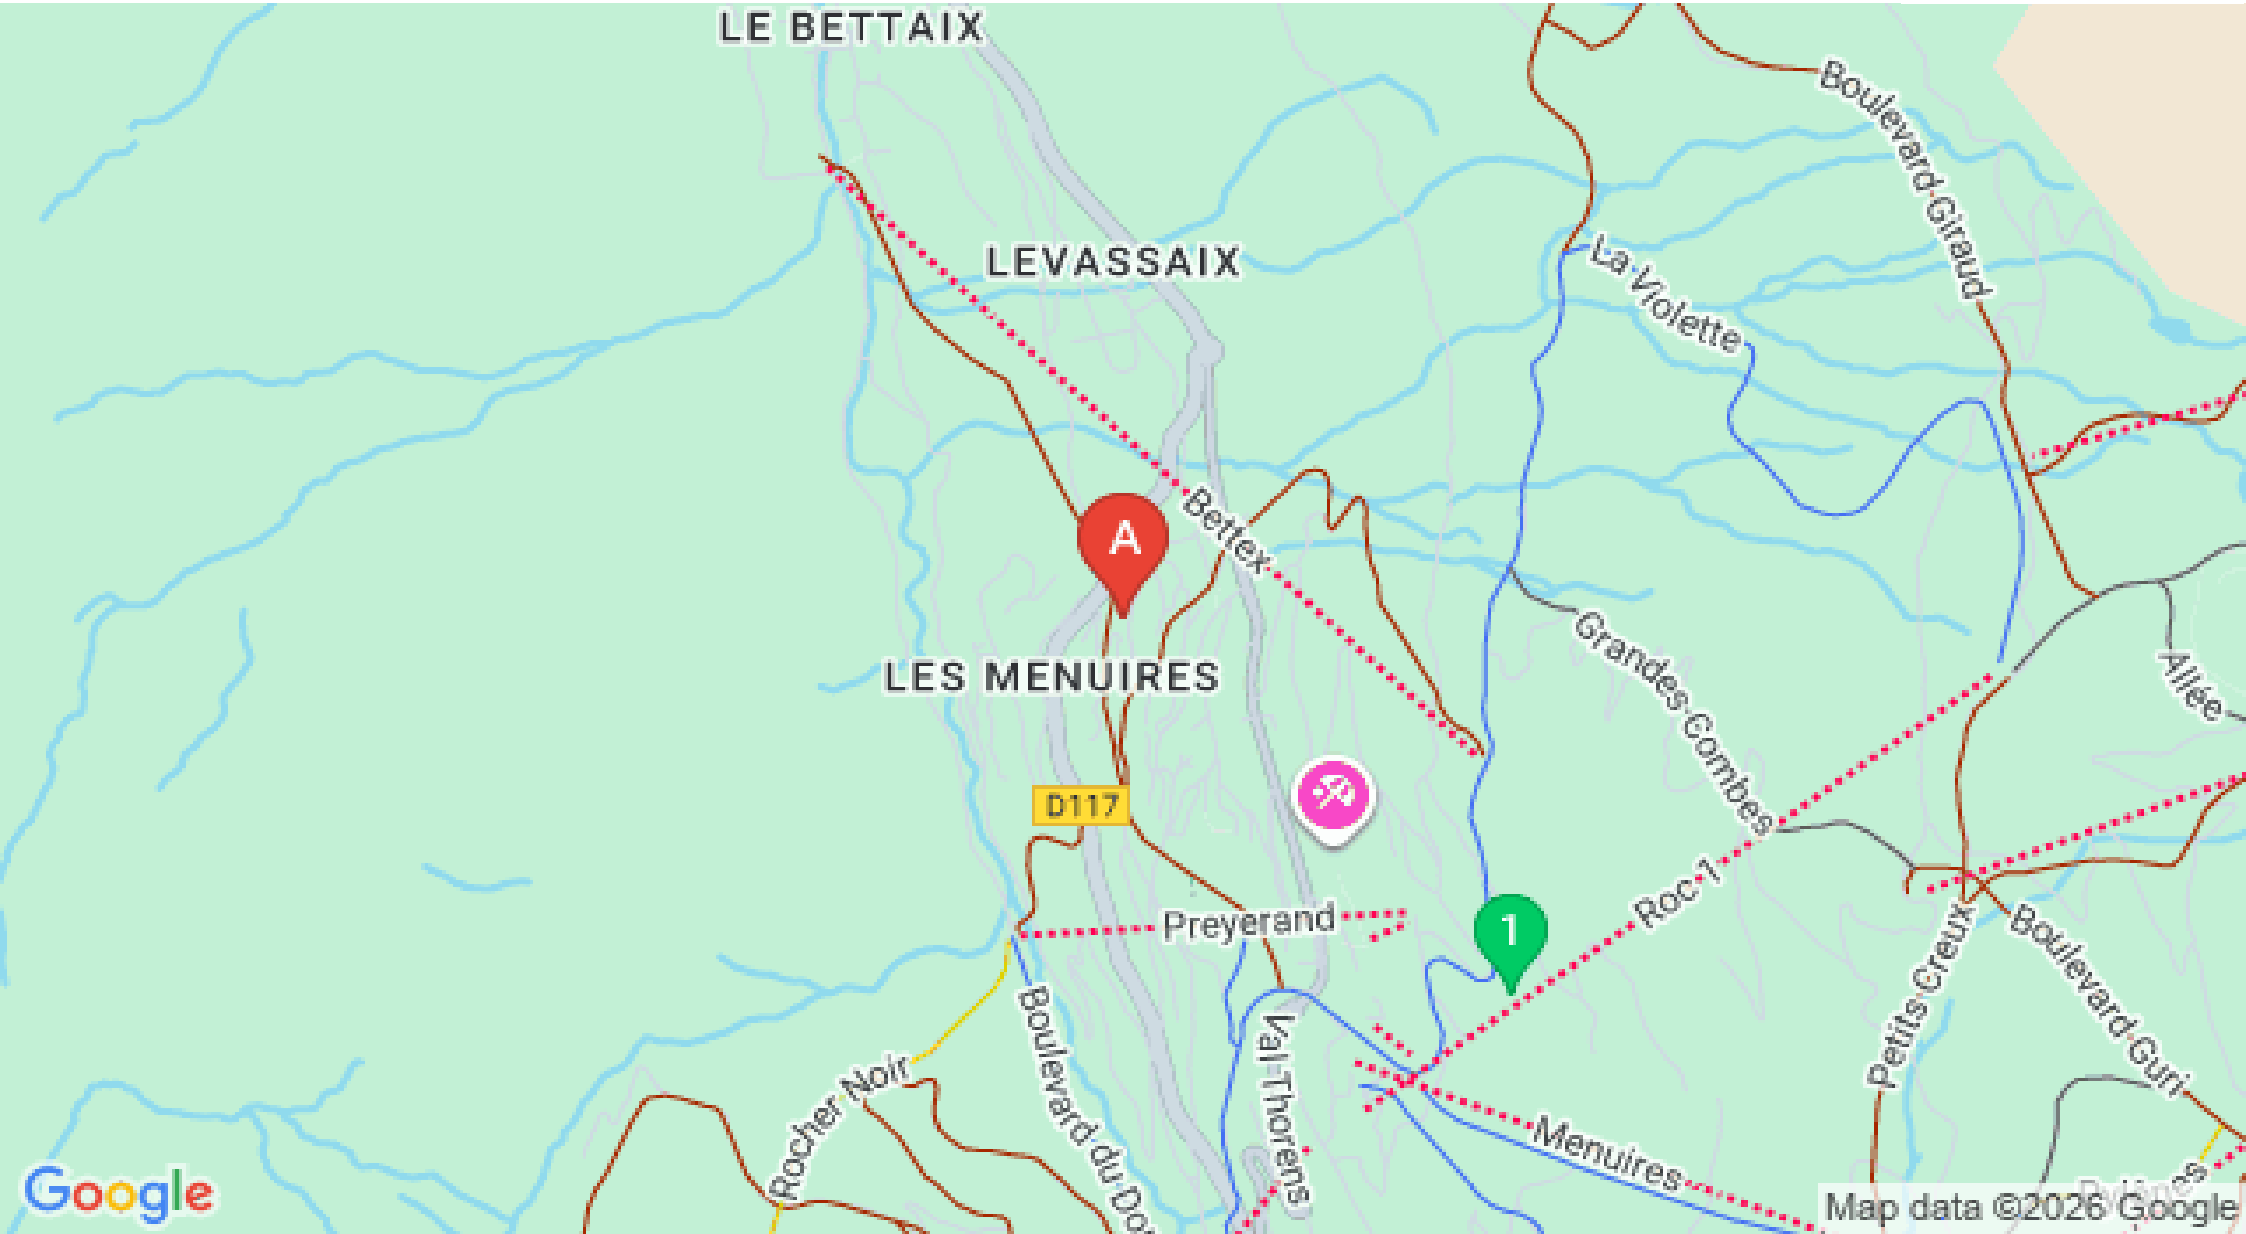 LE BETTAIX
Boulevard Giraud
LEVASSAIX
La Violette
Bettex
A
Grandes Combes
LES MENUIRES
Allée
D117
Roc 1
Preyerand
1
Petits Creux
Boulevard Guri
Boulevard du Do
Val Thorens
Rocher Noir
Menuires
Google
Map data ©2026 Google